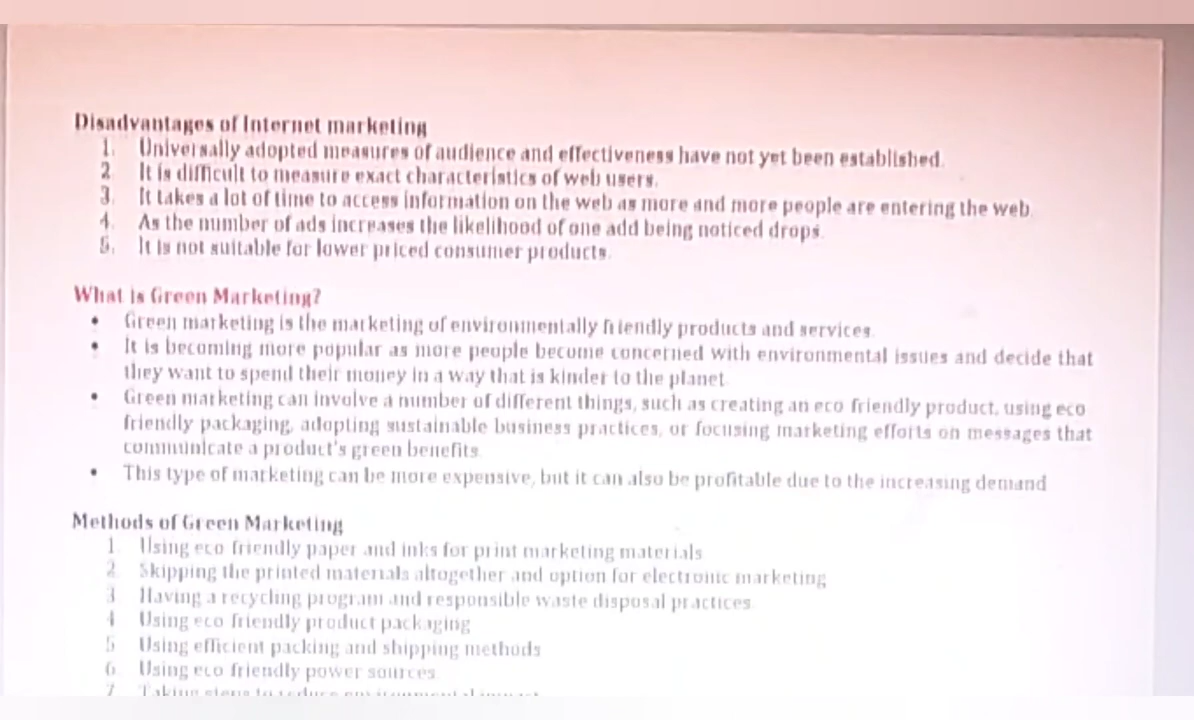 Disadvantages of Internet marketing
1. Universally adopted measures of audience and effectiveness have not yet been established.
2. It is difficult to measure exact characteristics of web users.
3. It takes a lot of time to access information on the web as more and more people are entering the web.
4. As the number of ads increases the likelihood of one add being noticed drops.
5. It is not suitable for lower priced consumer products.
What is Green Marketing?
• Green marketing is the marketing of environmentally friendly products and services.
• It is becoming more popular as more people become concerned with environmental issues and decide that
they want to spend their money in a way that is kinder to the planet.
• Green marketing can involve a number of different things, such as creating an eco friendly product, using eco
friendly packaging, adopting sustainable business practices, or focusing marketing efforts on messages that
communicate a product's green benefits.
• This type of marketing can be more expensive, but it can also be profitable due to the increasing demand
Methods of Green Marketing
1. Using eco friendly paper and inks for print marketing materials
2. Skipping the printed materials altogether and option for electronic marketing
3. Having a recycling program and responsible waste disposal practices.
4. Using eco friendly product packaging
5. Using efficient packing and shipping methods
6. Using eco friendly power sources
7. Taking steps to reduce environmental impact